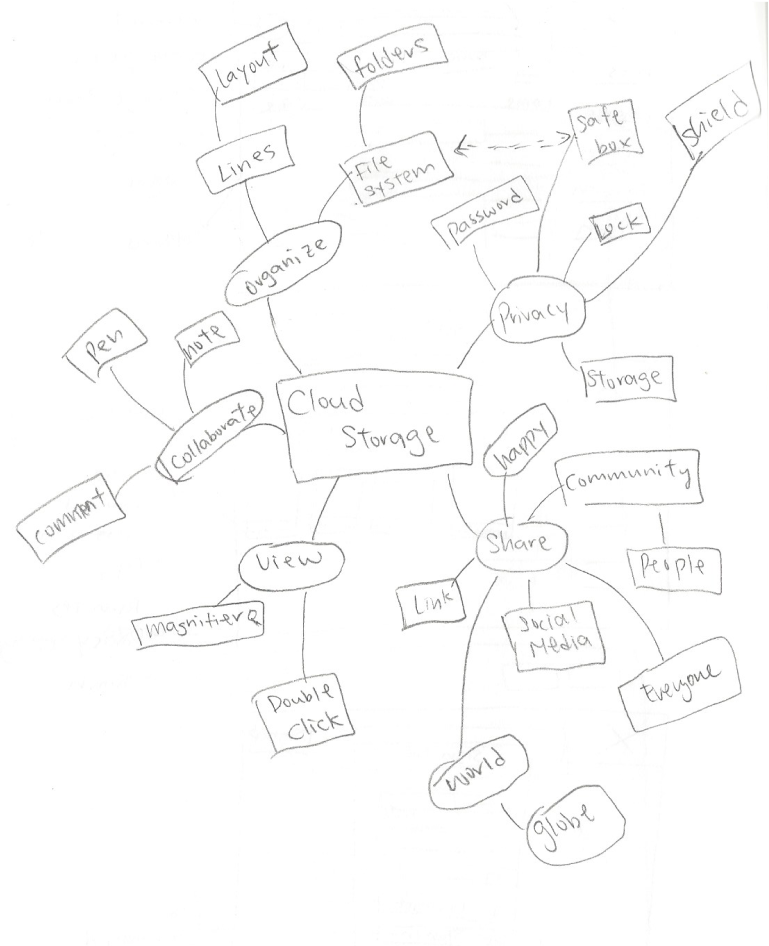 Layout
folders
Lines
File
system
Safe
box
Shield
Password
Lock
Organize
Privacy
Pen
note
Storage
Cloud
Storage
Collaborate
happy
Community
comment
View
Share
People
Link
Magnifier
Social
Media
Everyone
Double
Click
World
globe